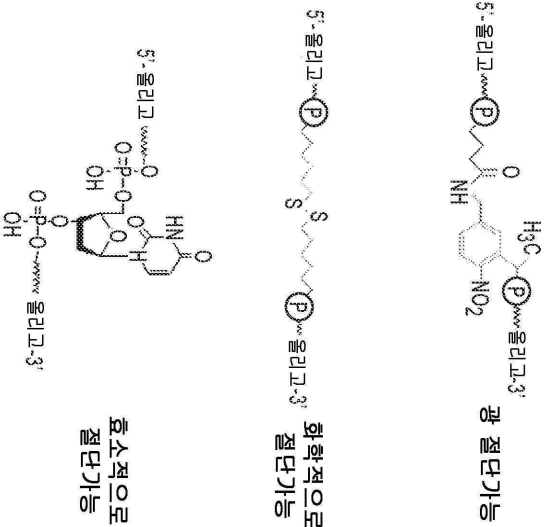 5'-올리고
P
O
NH
H₃C
NO₂
P
올리고-3'
광 절단가능
5'-올리고
P
S
S
P
올리고-3'
화학적으로
절단가능
5'-올리고
O
O=P
OH
O
O
HN
O
N
O
O
O=P
OH
O
올리고-3'
효소적으로
절단가능